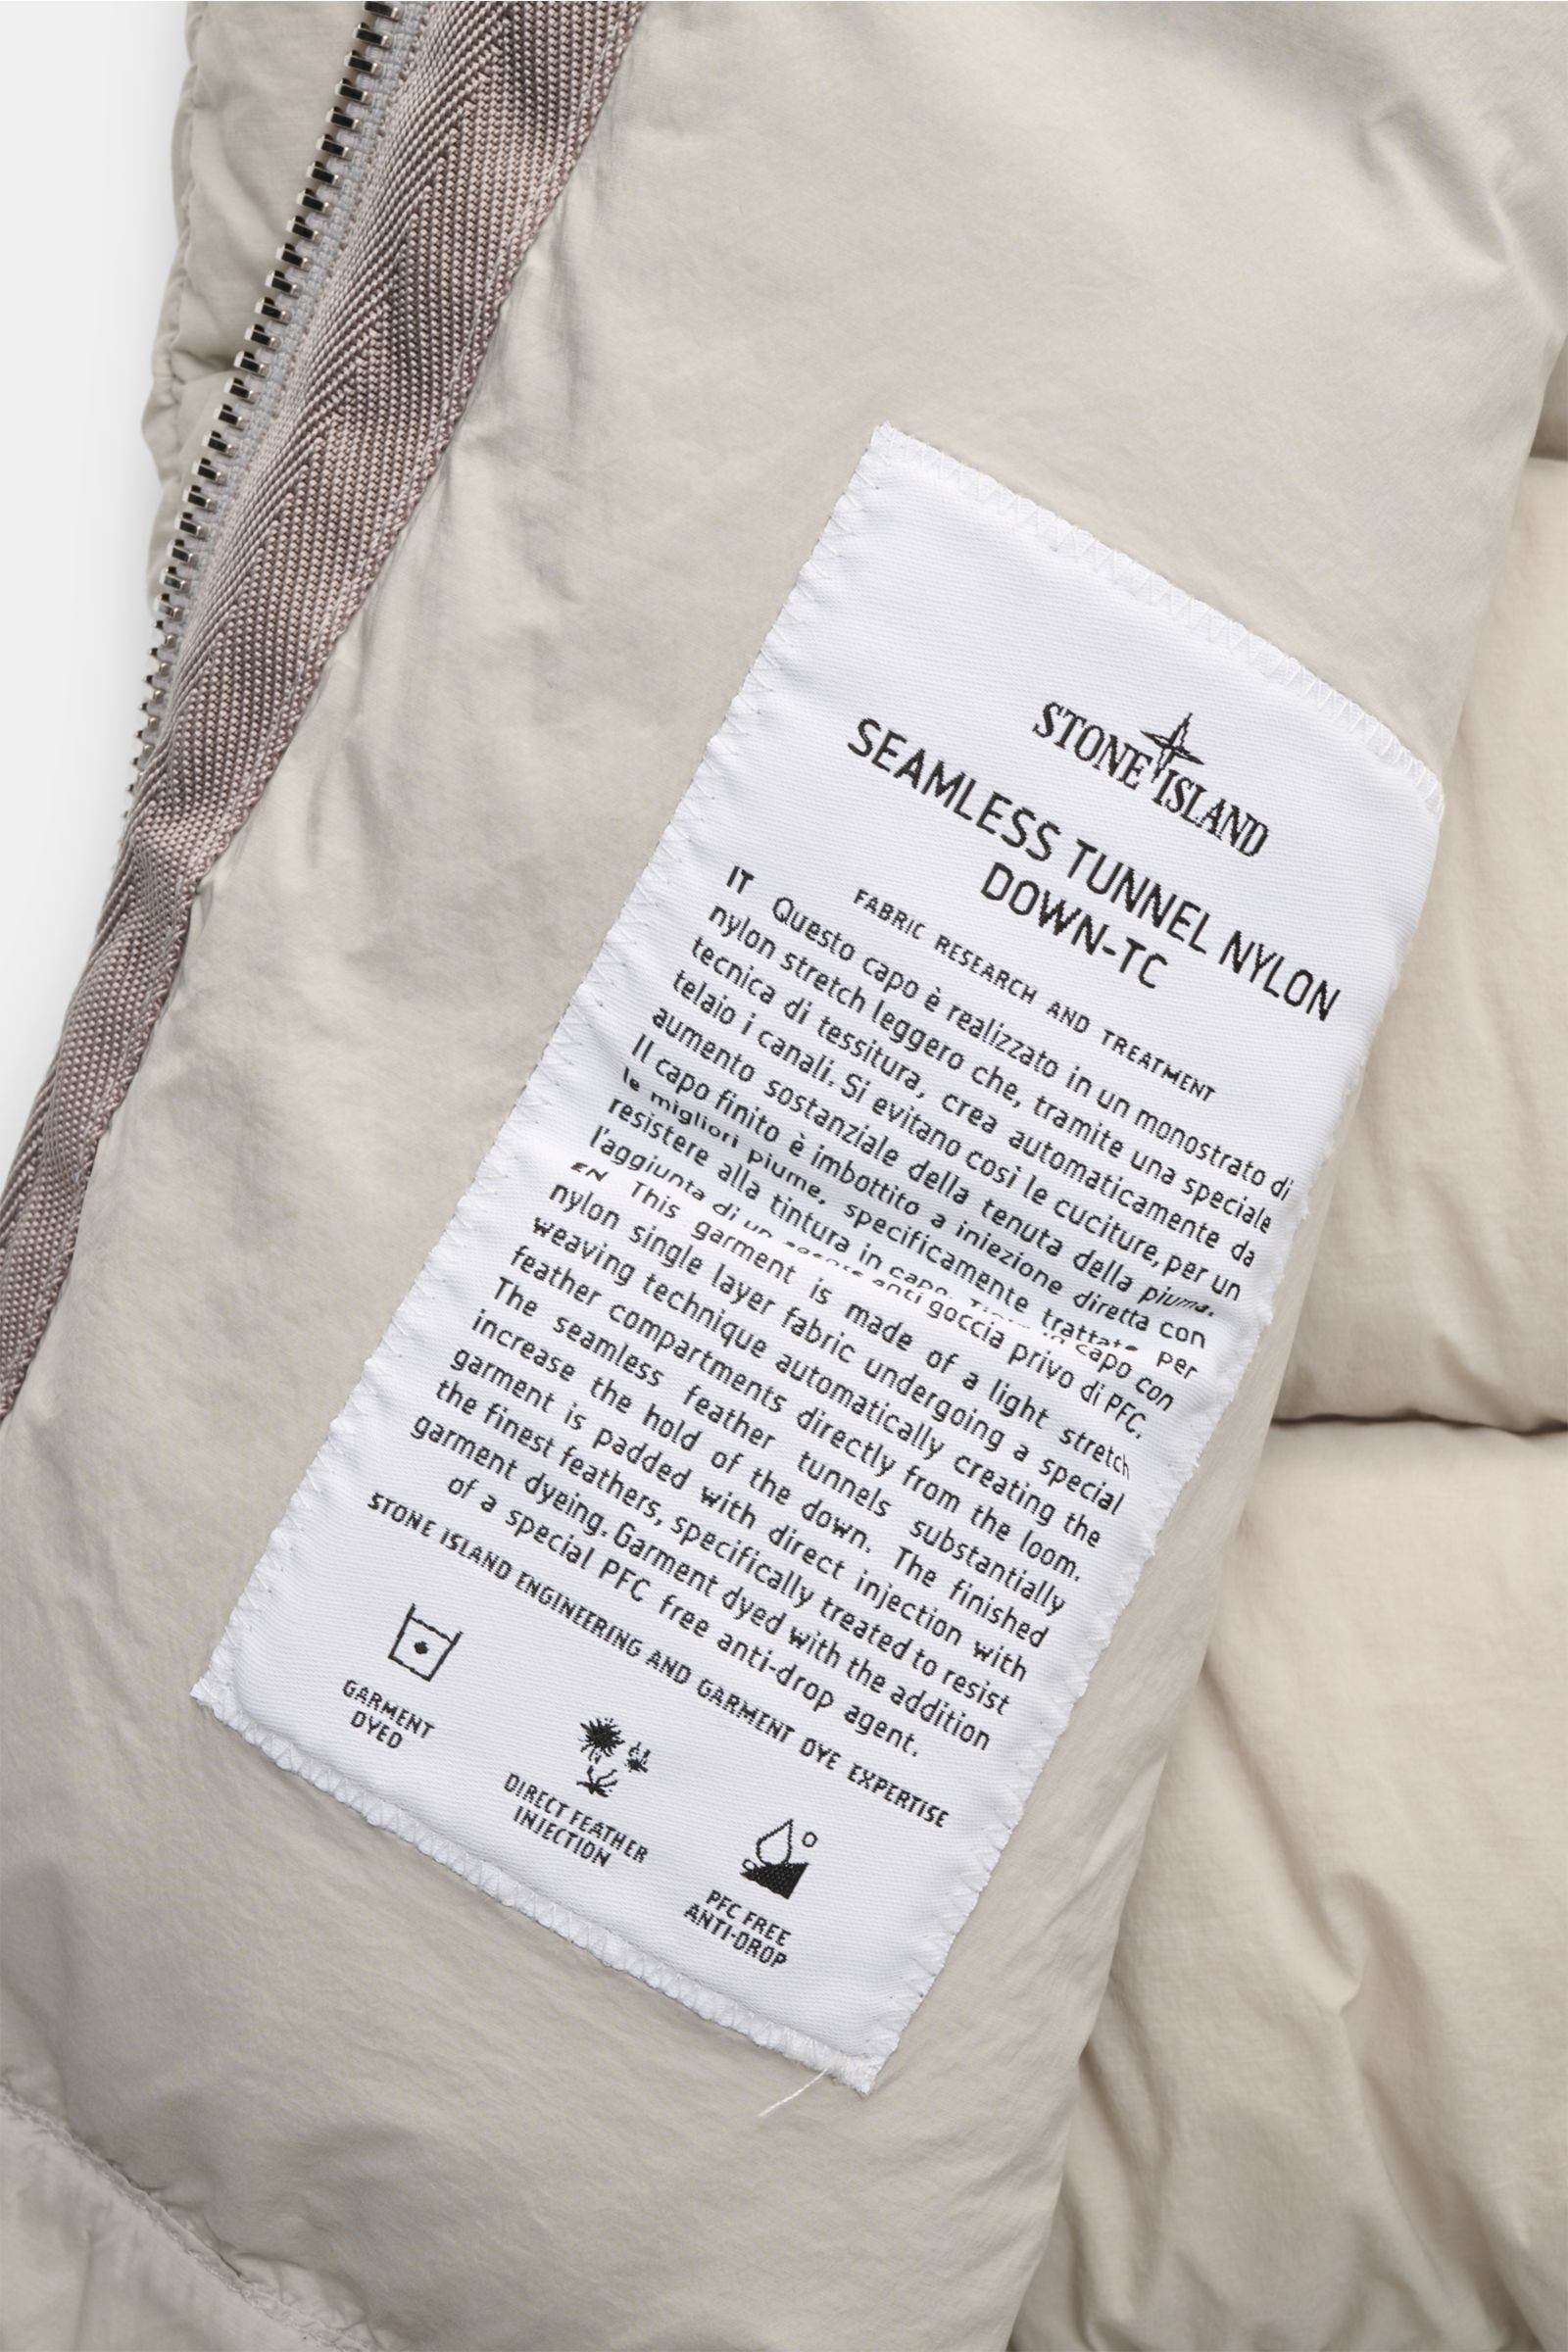 STONE ISLAND
SEAMLESS TUNNEL NYLON
DOWN-TC
FABRIC RESEARCH AND TREATMENT
IT Questo capo è realizzato in un monostrato di
nylon stretch leggero che, tramite una speciale
tecnica di tessitura, crea automaticamente da
telaio i canali. Si evitano così le cuciture, per un
aumento sostanziale della tenuta della piuma.
Il capo finito è imbottito a iniezione diretta con
le migliori piume, specificamente trattate per
resistere alla tintura in capo. capo con
l'aggiunta di un anti goccia privo di PFC.
EN This garment is made of a light stretch
nylon single layer fabric undergoing a special
weaving technique automatically creating the
feather compartments directly from the loom.
The seamless feather tunnels substantially
increase the hold of the down. The finished
garment is padded with direct injection with
the finest feathers, specifically treated to resist
garment dyeing. Garment dyed with the addition
of a special PFC free anti-drop agent.
STONE ISLAND ENGINEERING AND GARMENT DYE EXPERTISE
GARMENT
DYED
DIRECT FEATHER
INJECTION
PFC FREE
ANTI-DROP